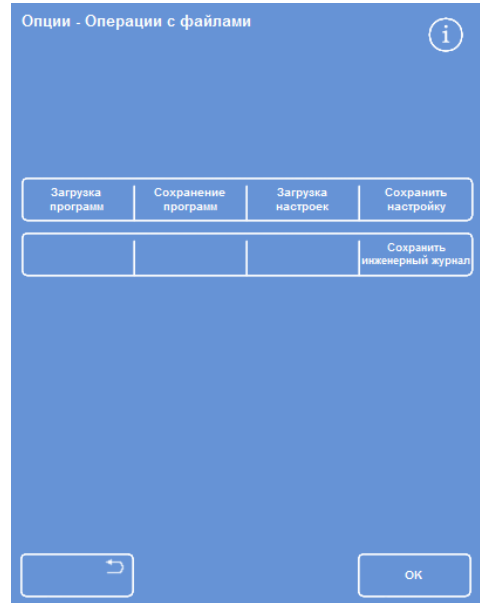 Опции - Операции с файлами
i
Загрузка
программ
Сохранение
программ
Загрузка
настроек
Сохранить
настройку
Сохранить
инженерный журнал
OK